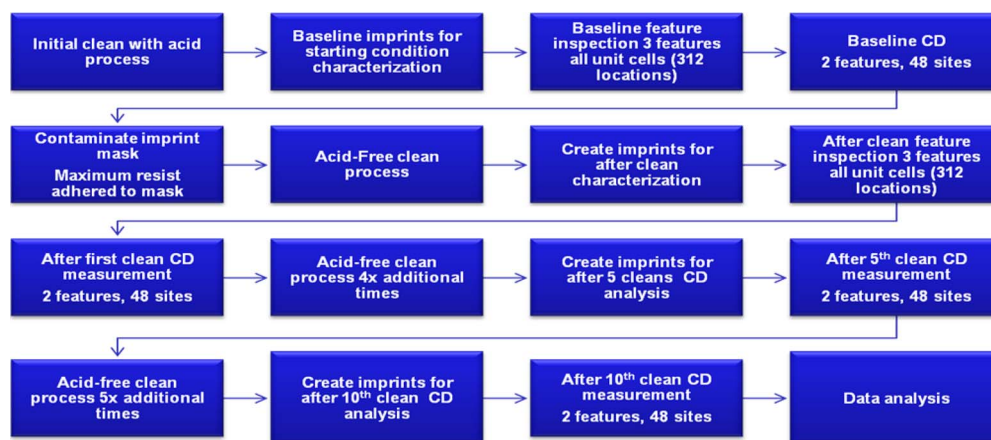 Initial clean with acid
process
Baseline imprints for
starting condition
characterization
Baseline feature
inspection 3 features
all unit cells (312
locations)
Baseline CD
2 features, 48 sites
Contaminate imprint
mask
Maximum resist
adhered to mask
Acid-Free clean
process
Create imprints for
after clean
characterization
After clean feature
inspection 3 features
all unit cells (312
locations)
After first clean CD
measurement
2 features, 48 sites
Acid-free clean
process 4x additional
times
Create imprints for
after 5 cleans CD
analysis
After 5th clean CD
measurement
2 features, 48 sites
Acid-free clean
process 5x additional
times
Create imprints for
after 10th clean CD
analysis
After 10th clean CD
measurement
2 features, 48 sites
Data analysis